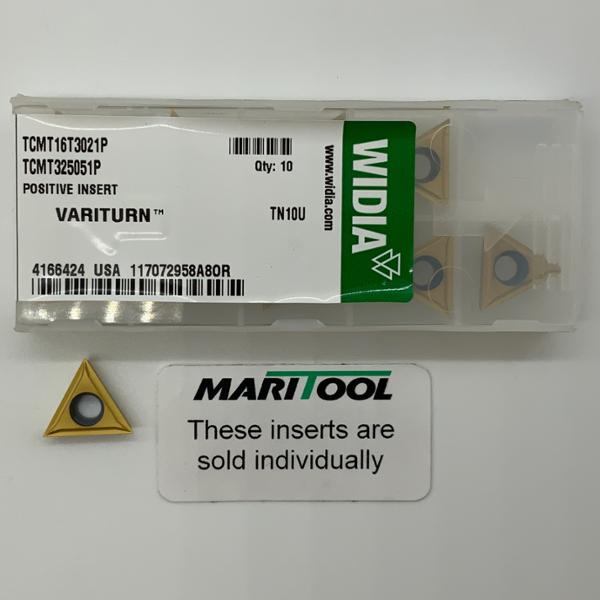 TCMT16T3021P
TCMT325051P
Qty: 10
POSITIVE INSERT
VARITURN™
TN10U
4166424 USA 117072958A80R
WIDIA
www.widia.com
MARITOOL
These inserts are
sold individually